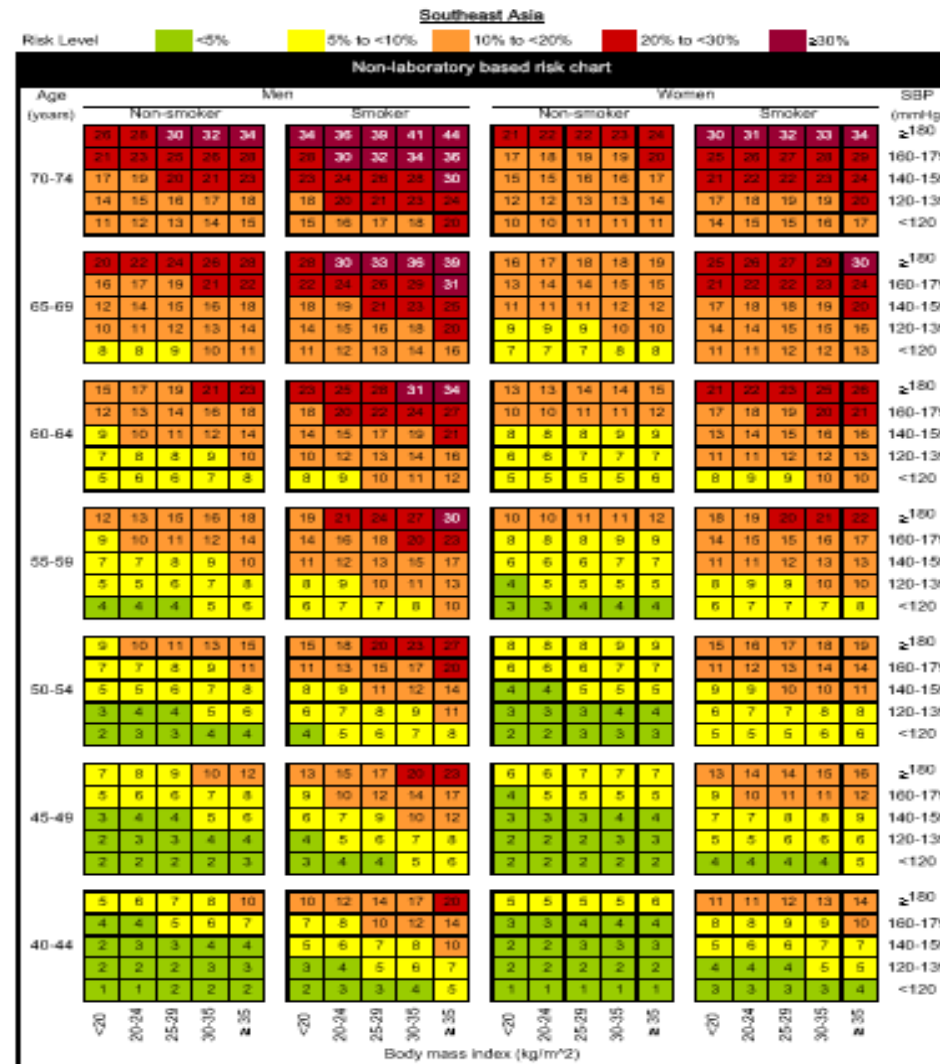 Southeast Asia
Risk Level <5% 5% to <10% 10% to <20% 20% to <30% ≥30%
Non-laboratory based risk chart
Age Men Women SBP
(years) Non-smoker Smoker Non-smoker Smoker (mmHg)
26 28 30 32 34 34 36 39 41 44 21 22 22 23 24 30 31 32 33 34 ≥180
21 23 25 26 28 28 30 32 34 36 17 18 19 19 20 25 26 27 28 29 160-179
70-74 17 19 20 21 23 23 24 26 28 30 15 15 16 16 17 21 22 22 23 24 140-15
14 15 16 17 18 18 20 21 23 24 12 12 13 13 14 17 18 19 19 20 120-13
11 12 13 14 15 15 16 17 18 20 10 10 11 11 11 14 15 15 16 17 <120
20 22 24 26 28 28 30 33 36 39 16 17 18 18 19 25 26 27 29 30 ≥180
16 17 19 21 22 22 24 26 29 31 13 14 14 15 15 21 22 22 23 24 160-179
65-69 12 14 15 16 18 18 19 21 23 25 11 11 11 12 12 17 18 18 19 20 140-15
10 11 12 13 14 14 15 16 18 20 9 9 9 10 10 14 14 15 15 16 120-13
8 8 9 10 11 11 12 13 14 16 7 7 7 8 8 11 11 12 12 13 <120
15 17 19 21 23 23 25 28 31 34 13 13 14 14 15 21 22 23 25 26 ≥180
12 13 14 16 18 18 20 22 24 27 10 10 11 11 12 17 18 19 20 21 160-179
60-64 9 10 11 12 14 14 15 17 19 21 8 8 8 9 9 13 14 15 16 16 140-15
7 8 8 9 10 10 12 13 14 16 6 6 7 7 7 11 11 12 12 13 120-13
5 6 6 7 8 8 9 10 11 12 5 5 5 5 6 8 9 9 10 10 <120
12 13 15 16 18 19 21 24 27 30 10 10 11 11 12 18 19 20 21 22 ≥180
9 10 11 12 14 14 16 18 20 23 8 8 8 9 9 14 15 15 16 17 160-179
55-59 7 7 8 9 10 11 12 13 15 17 6 6 6 7 7 11 11 12 13 13 140-15
5 5 6 7 8 8 9 10 11 13 4 5 5 5 5 8 9 9 10 10 120-13
4 4 4 5 6 6 7 7 8 10 3 3 4 4 4 6 7 7 7 8 <120
9 10 11 13 15 15 18 20 23 27 8 8 8 9 9 15 16 17 18 19 ≥180
7 7 8 9 11 11 13 15 17 20 6 6 6 7 7 11 12 13 14 14 160-179
50-54 5 5 6 7 8 8 9 11 12 14 4 4 5 5 5 9 9 10 10 11 140-15
3 4 4 5 6 6 7 8 9 11 3 3 3 4 4 6 7 7 8 8 120-13
2 3 3 4 4 4 5 6 7 8 2 2 3 3 3 5 5 5 6 6 <120
7 8 9 10 12 13 15 17 20 23 6 6 7 7 7 13 14 14 15 16 ≥180
5 6 6 7 8 9 10 12 14 17 4 5 5 5 5 9 10 11 11 12 160-179
45-49 3 4 4 5 6 6 7 9 10 12 3 3 3 4 4 7 7 8 8 9 140-15
2 3 3 4 4 4 5 6 7 8 2 2 2 3 3 5 5 6 6 6 120-13
2 2 2 2 3 3 4 4 5 6 2 2 2 2 2 4 4 4 4 5 <120
5 6 7 8 10 10 12 14 17 20 5 5 5 5 6 11 11 12 13 14 ≥180
4 4 5 6 7 7 8 10 12 14 3 3 4 4 4 8 8 9 9 10 160-179
40-44 2 3 3 4 4 5 6 7 8 10 2 2 3 3 3 5 6 6 7 7 140-15
2 2 2 3 3 3 4 5 6 7 2 2 2 2 2 4 4 4 5 5 120-13
1 1 2 2 2 2 3 3 4 5 1 1 1 1 1 3 3 3 3 4 <120
<20 20-24 25-29 30-35 ≥35 <20 20-24 25-29 30-35 ≥35 <20 20-24 25-29 30-35 ≥35 <20 20-24 25-29 30-35 ≥35
Body mass index (kg/m^2)